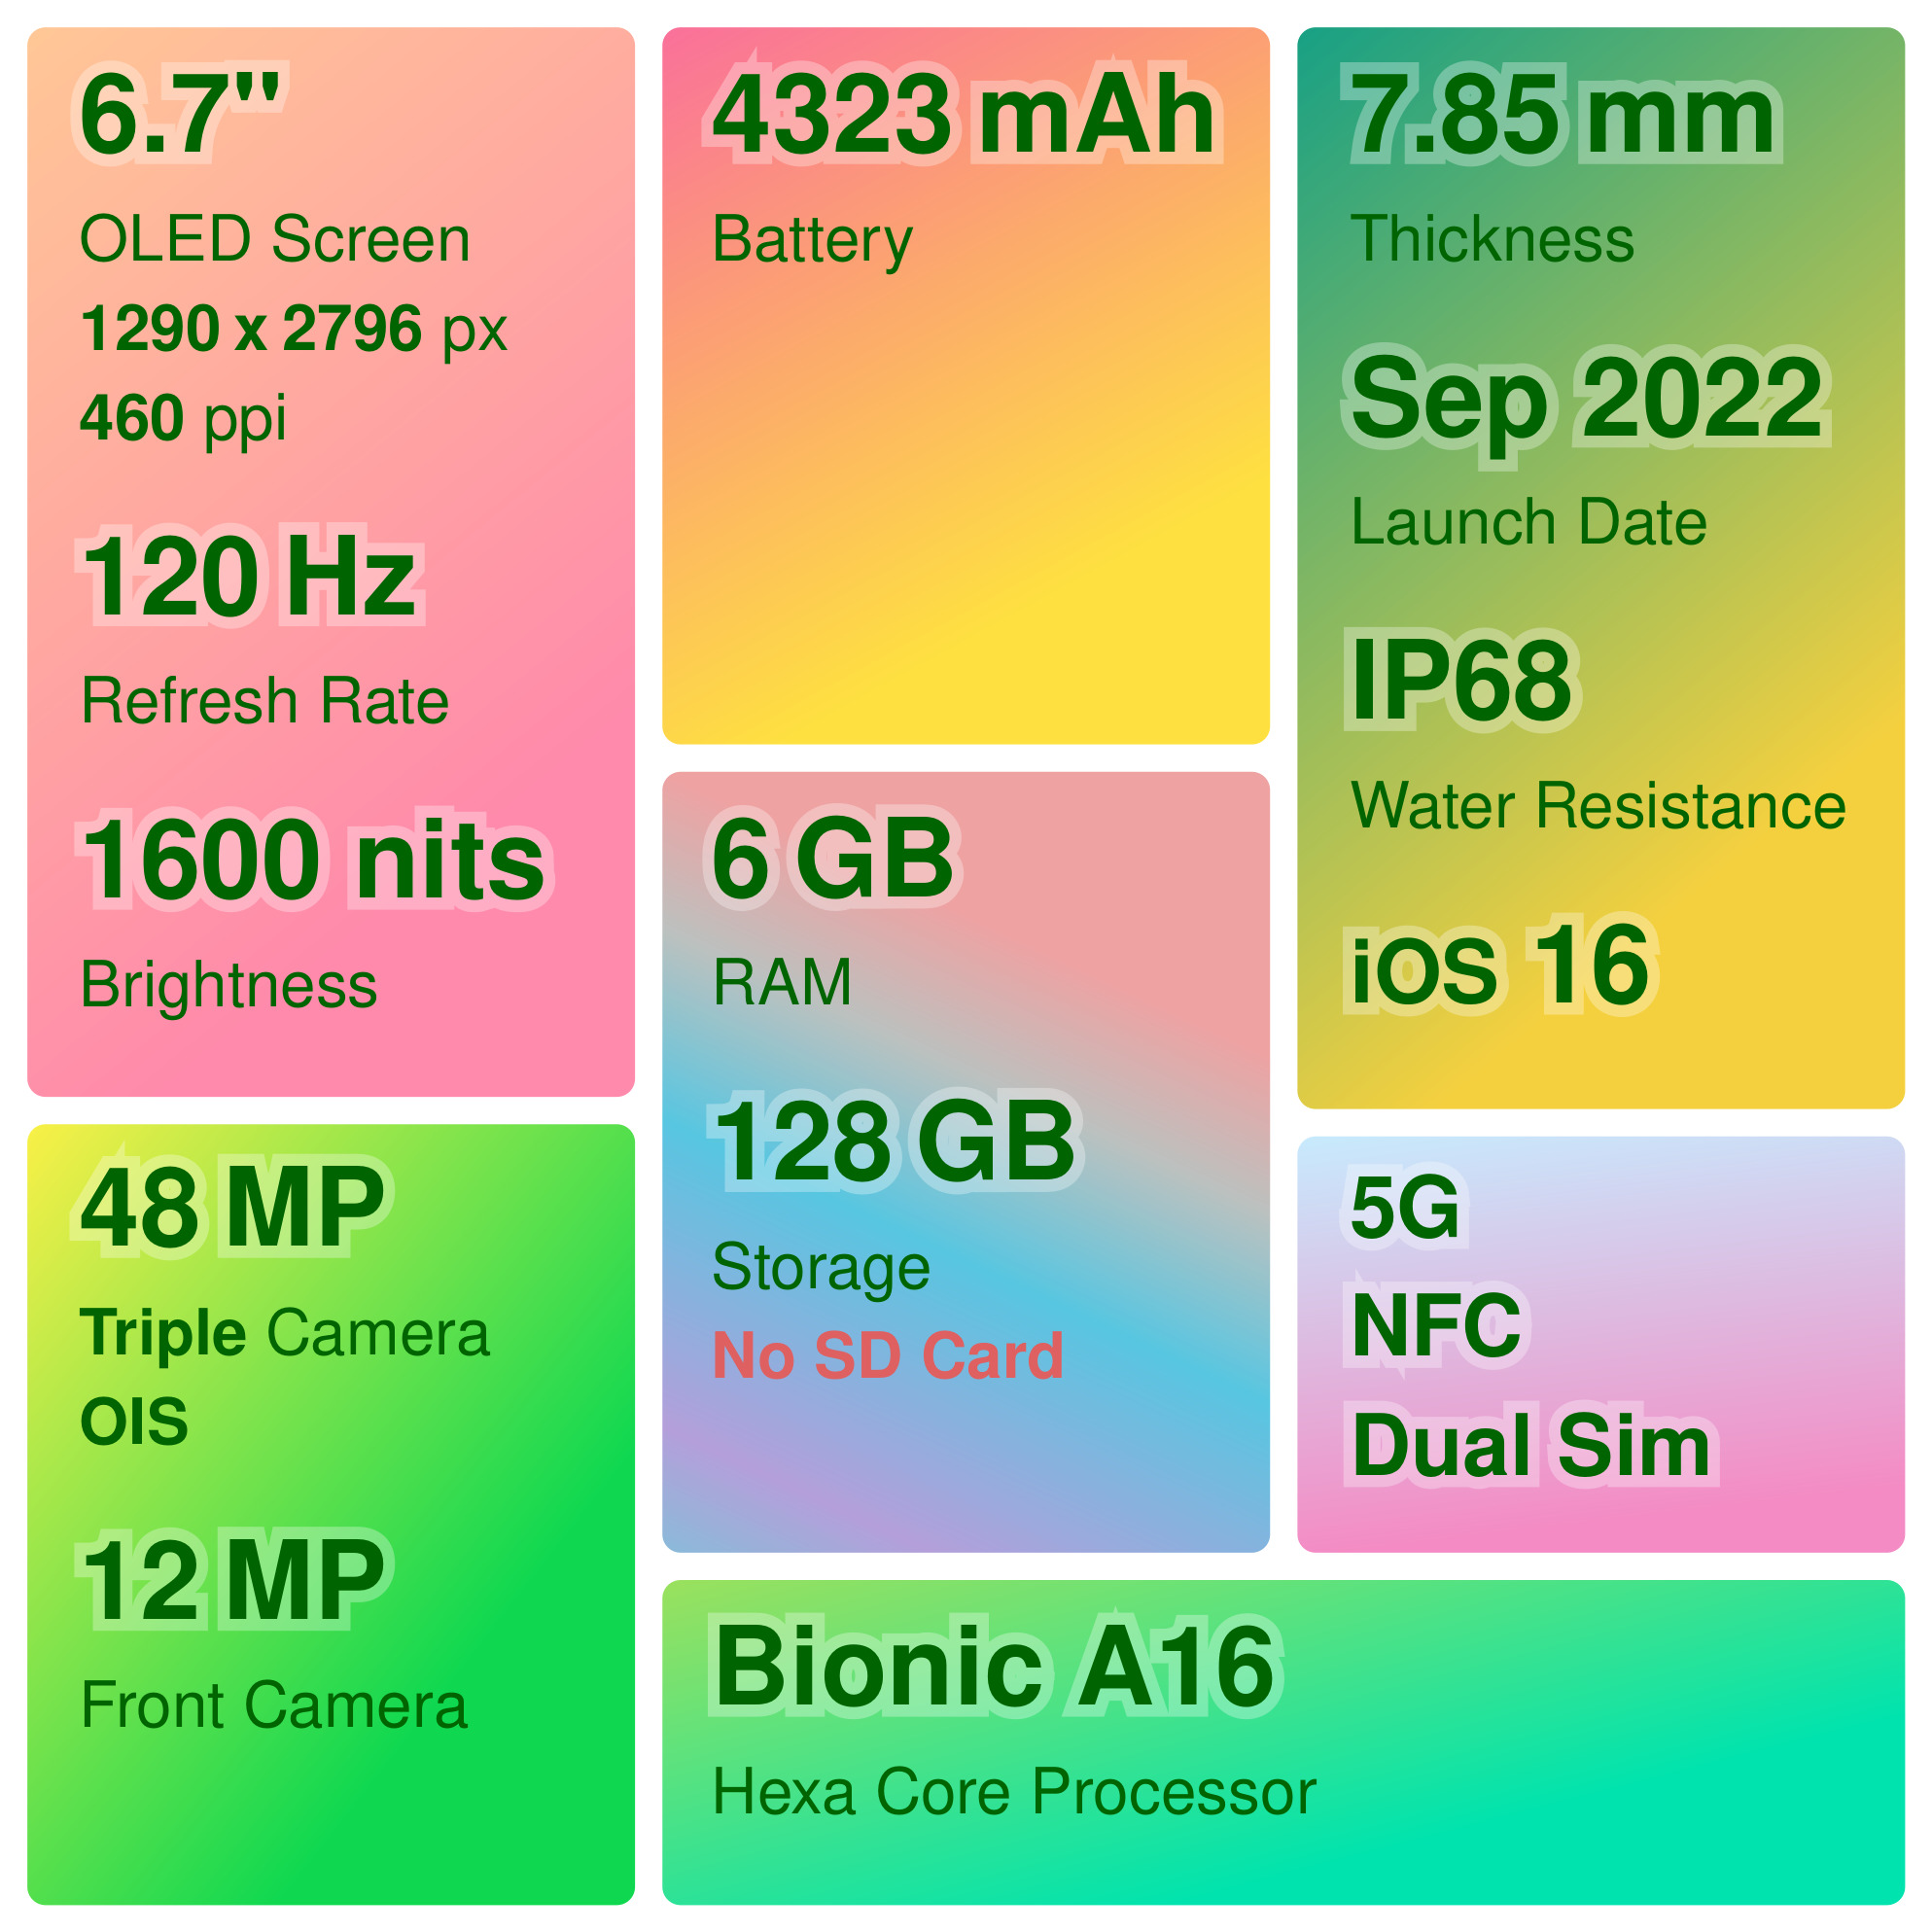 6.7"
OLED Screen
1290 x 2796 px
460 ppi
120 Hz
Refresh Rate
1600 nits
Brightness
48 MP
Triple Camera
OIS
12 MP
Front Camera
4323 mAh
Battery
6 GB
RAM
128 GB
Storage
No SD Card
7.85 mm
Thickness
Sep 2022
Launch Date
IP68
Water Resistance
iOS 16
5G
NFC
Dual Sim
Bionic A16
Hexa Core Processor